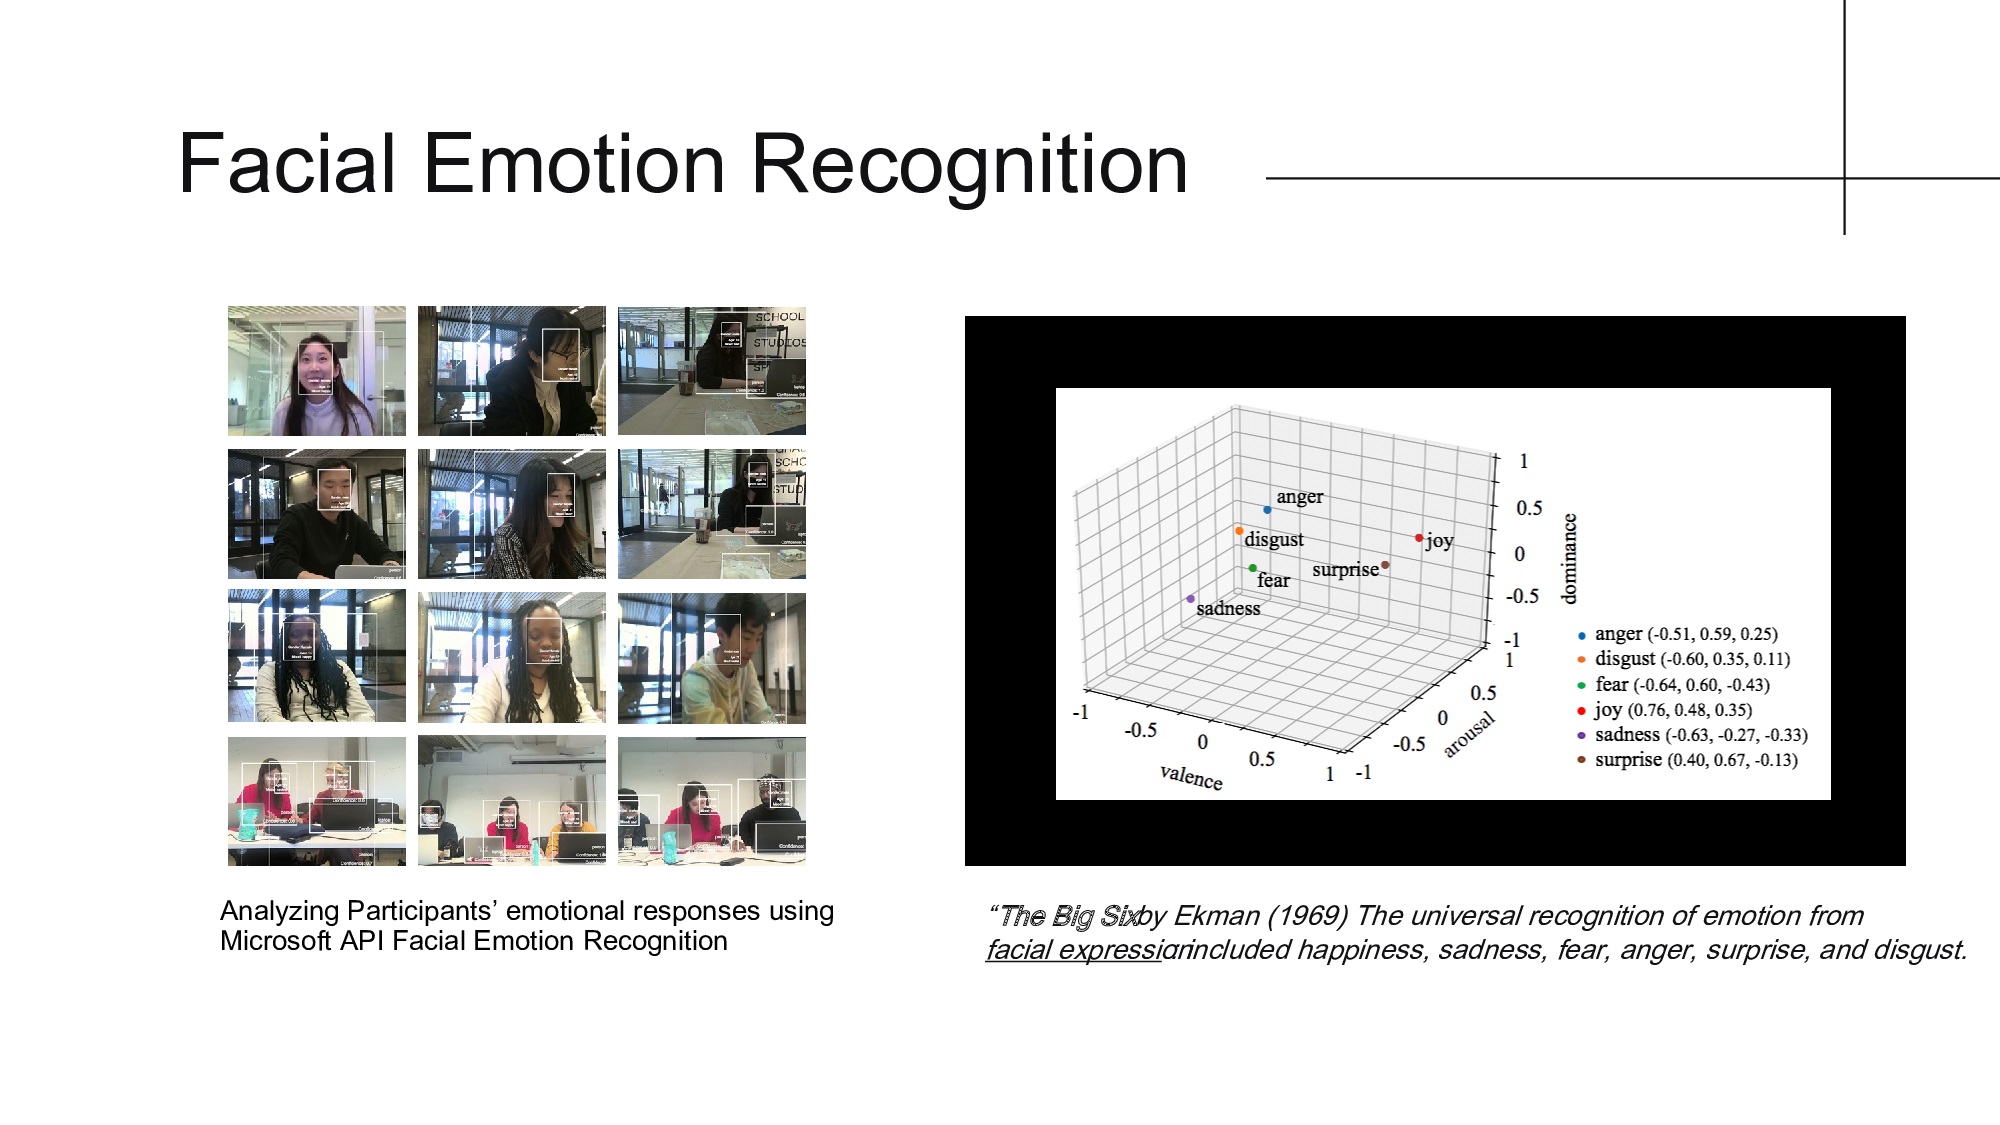 Facial Emotion Recognition
SCHOOL
STUDIOS
SCHO
STUD
anger
disgust
fear
sadness
surprise
joy
1
0.5
0
-0.5
-1
dominance
1
0.5
0
-0.5
-1
arousal
-1
-0.5
0
0.5
1
valence
anger (-0.51, 0.59, 0.25)
disgust (-0.60, 0.35, 0.11)
fear (-0.64, 0.60, -0.43)
joy (0.76, 0.48, 0.35)
sadness (-0.63, -0.27, -0.33)
surprise (0.40, 0.67, -0.13)
Analyzing Participants’ emotional responses using
Microsoft API Facial Emotion Recognition
“The Big Six by Ekman (1969) The universal recognition of emotion from
facial expression included happiness, sadness, fear, anger, surprise, and disgust.